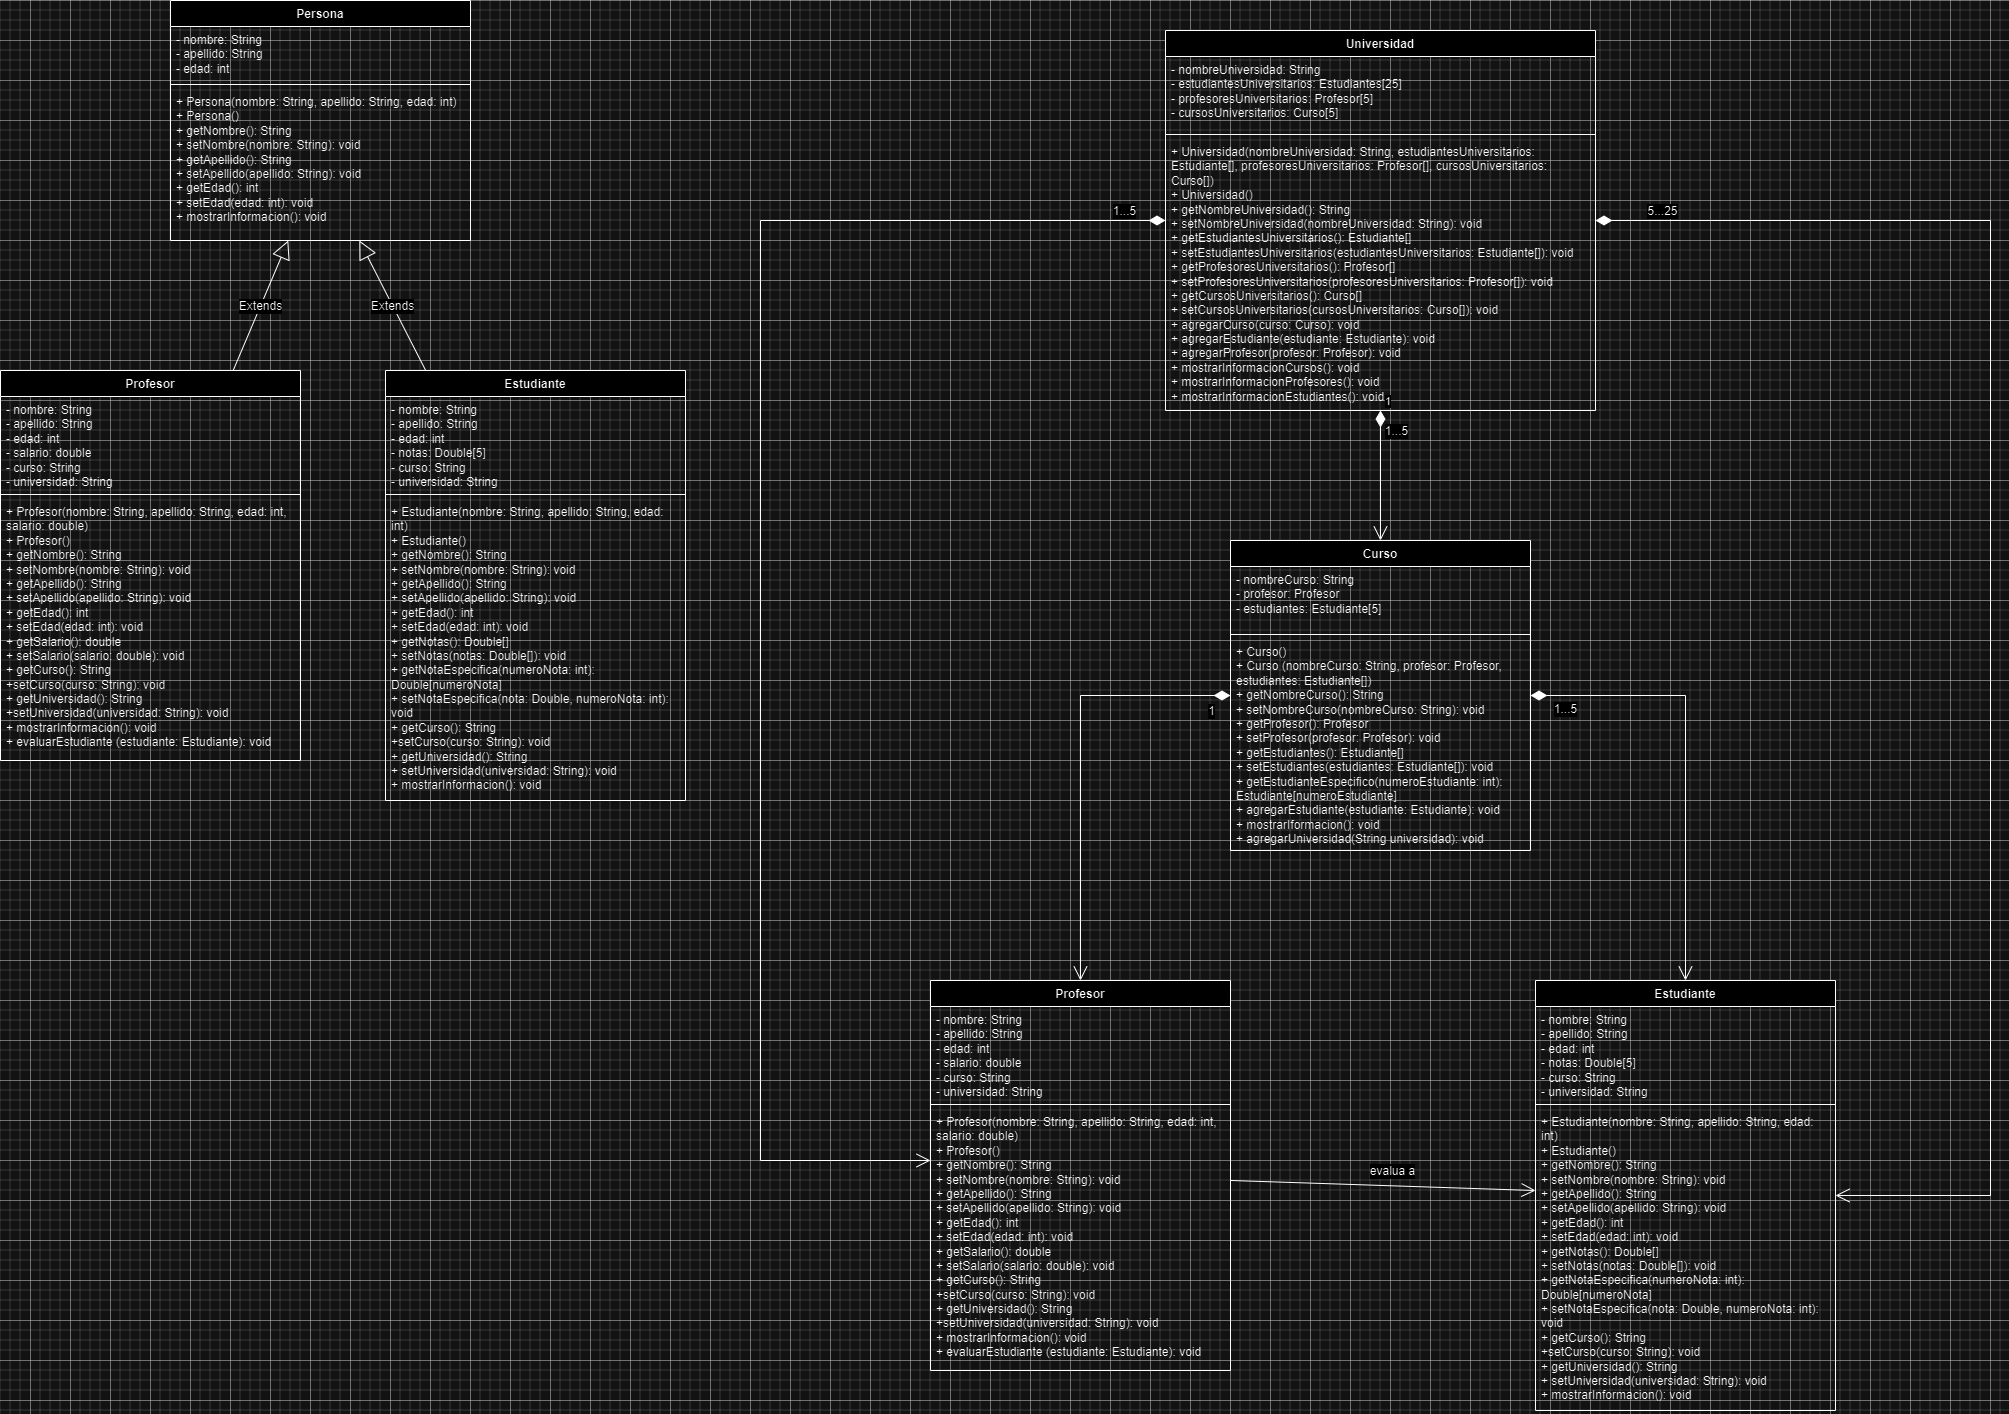 Persona
- nombre: String
- apellido: String
- edad: int
+ Persona(nombre: String, apellido: String, edad: int)
+ Persona()
+ getNombre(): String
+ setNombre(nombre: String): void
+ getApellido(): String
+ setApellido(apellido: String): void
+ getEdad(): int
+ setEdad(edad: int): void
+ mostrarInformacion(): void
Extends
Extends
Profesor
- nombre: String
- apellido: String
- edad: int
- salario: double
- curso: String
- universidad: String
+ Profesor(nombre: String, apellido: String, edad: int,
salario: double)
+ Profesor()
+ getNombre(): String
+ setNombre(nombre: String): void
+ getApellido(): String
+ setApellido(apellido: String): void
+ getEdad(): int
+ setEdad(edad: int): void
+ getSalario(): double
+ setSalario(salario: double): void
+ getCurso(): String
+setCurso(curso: String): void
+ getUniversidad(): String
+setUniversidad(universidad: String): void
+ mostrarInformacion(): void
+ evaluarEstudiante (estudiante: Estudiante): void
Estudiante
- nombre: String
- apellido: String
- edad: int
- notas: Double[5]
- curso: String
- universidad: String
+ Estudiante(nombre: String, apellido: String, edad:
int)
+ Estudiante()
+ getNombre(): String
+ setNombre(nombre: String): void
+ getApellido(): String
+ setApellido(apellido: String): void
+ getEdad(): int
+ setEdad(edad: int): void
+ getNotas(): Double[]
+ setNotas(notas: Double[]): void
+ getNotaEspecifica(numeroNota: int):
Double[numeroNota]
+ setNotaEspecifica(nota: Double, numeroNota: int):
void
+ getCurso(): String
+setCurso(curso: String): void
+ getUniversidad(): String
+ setUniversidad(universidad: String): void
+ mostrarInformacion(): void
Universidad
- nombreUniversidad: String
- estudiantesUniversitarios: Estudiantes[25]
- profesoresUniversitarios: Profesor[5]
- cursosUniversitarios: Curso[5]
+ Universidad(nombreUniversidad: String, estudiantesUniversitarios:
Estudiante[], profesoresUniversitarios: Profesor[], cursosUniversitarios:
Curso[])
+ Universidad()
+ getNombreUniversidad(): String
+ setNombreUniversidad(nombreUniversidad: String): void
+ getEstudiantesUniversitarios(): Estudiante[]
+ setEstudiantesUniversitarios(estudiantesUniversitarios: Estudiante[]): void
+ getProfesoresUniversitarios(): Profesor[]
+ setProfesoresUniversitarios(profesoresUniversitarios: Profesor[]): void
+ getCursosUniversitarios(): Curso[]
+ setCursosUniversitarios(cursosUniversitarios: Curso[]): void
+ agregarCurso(curso: Curso): void
+ agregarEstudiante(estudiante: Estudiante): void
+ agregarProfesor(profesor: Profesor): void
+ mostrarInformacionCursos(): void
+ mostrarInformacionProfesores(): void
+ mostrarInformacionEstudiantes(): void
1...5
5...25
1
1...5
Curso
- nombreCurso: String
- profesor: Profesor
- estudiantes: Estudiante[5]
+ Curso()
+ Curso (nombreCurso: String, profesor: Profesor,
estudiantes: Estudiante[])
+ getNombreCurso(): String
+ setNombreCurso(nombreCurso: String): void
+ getProfesor(): Profesor
+ setProfesor(profesor: Profesor): void
+ getEstudiantes(): Estudiante[]
+ setEstudiantes(estudiantes: Estudiante[]): void
+ getEstudianteEspecifico(numeroEstudiante: int):
Estudiante[numeroEstudiante]
+ agregarEstudiante(estudiante: Estudiante): void
+ mostrarIformacion(): void
+ agregarUniversidad(String universidad): void
1
1...5
Profesor
- nombre: String
- apellido: String
- edad: int
- salario: double
- curso: String
- universidad: String
+ Profesor(nombre: String, apellido: String, edad: int,
salario: double)
+ Profesor()
+ getNombre(): String
+ setNombre(nombre: String): void
+ getApellido(): String
+ setApellido(apellido: String): void
+ getEdad(): int
+ setEdad(edad: int): void
+ getSalario(): double
+ setSalario(salario: double): void
+ getCurso(): String
+setCurso(curso: String): void
+ getUniversidad(): String
+setUniversidad(universidad: String): void
+ mostrarInformacion(): void
+ evaluarEstudiante (estudiante: Estudiante): void
evalua a
Estudiante
- nombre: String
- apellido: String
- edad: int
- notas: Double[5]
- curso: String
- universidad: String
+ Estudiante(nombre: String, apellido: String, edad:
int)
+ Estudiante()
+ getNombre(): String
+ setNombre(nombre: String): void
+ getApellido(): String
+ setApellido(apellido: String): void
+ getEdad(): int
+ setEdad(edad: int): void
+ getNotas(): Double[]
+ setNotas(notas: Double[]): void
+ getNotaEspecifica(numeroNota: int):
Double[numeroNota]
+ setNotaEspecifica(nota: Double, numeroNota: int):
void
+ getCurso(): String
+setCurso(curso: String): void
+ getUniversidad(): String
+ setUniversidad(universidad: String): void
+ mostrarInformacion(): void